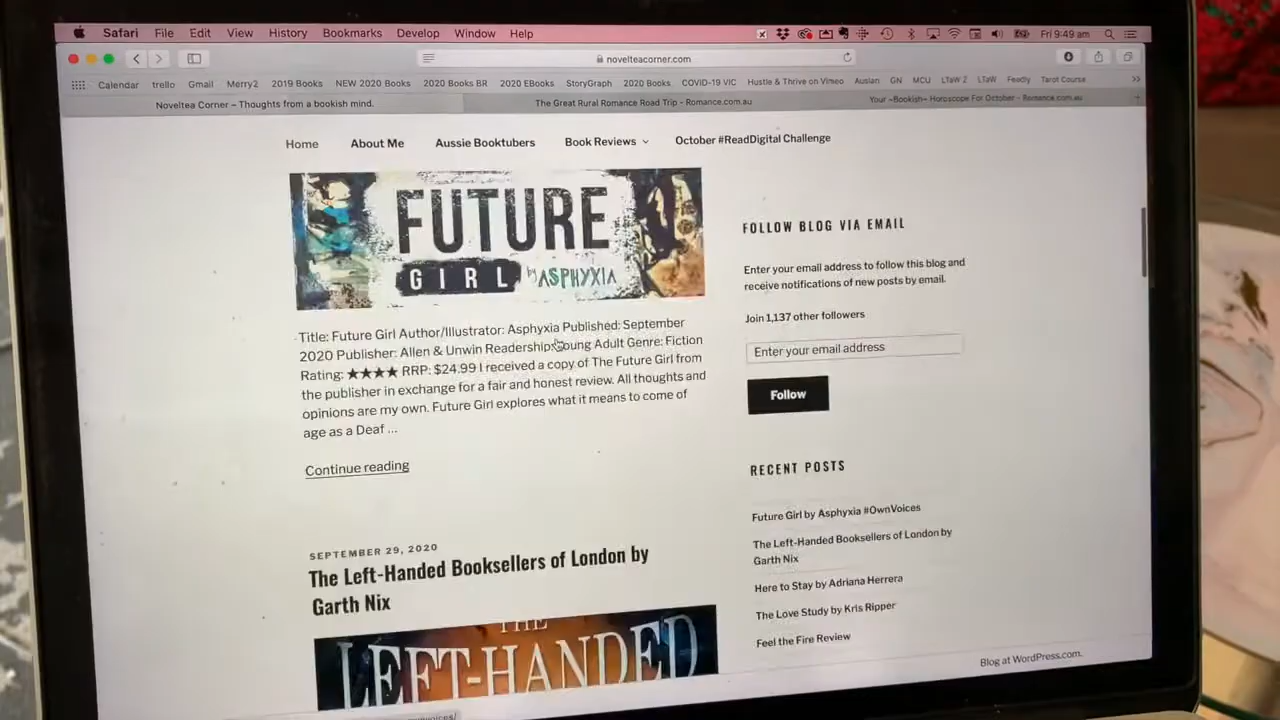 Safari File Edit View History Bookmarks Develop Window Help Fri 9:49 am
novelteacorner.com
Calendar trello Gmail Merry2 2019 Books NEW 2020 Books 2020 Books BR 2020 EBooks StoryGraph 2020 Books COVID-19 VIC Hustle & Thrive on Vimeo Auslan GN MCU LTaW 2 LTaW Feedly Tarot Course
Noveltea Corner – Thoughts from a bookish mind. The Great Rural Romance Road Trip - Romance.com.au Your ~Bookish~ Horoscope For October - Romance.com.au
Home About Me Aussie Booktubers Book Reviews October #ReadDigital Challenge
FUTURE
GIRL by ASPHYXIA
Title: Future Girl Author/Illustrator: Asphyxia Published: September
2020 Publisher: Allen & Unwin Readership: Young Adult Genre: Fiction
Rating: ★★★★ RRP: $24.99 I received a copy of The Future Girl from
the publisher in exchange for a fair and honest review. All thoughts and
opinions are my own. Future Girl explores what it means to come of
age as a Deaf ...
Continue reading
SEPTEMBER 29, 2020
The Left-Handed Booksellers of London by
Garth Nix
THE
LEFT-HANDED
FOLLOW BLOG VIA EMAIL
Enter your email address to follow this blog and
receive notifications of new posts by email.
Join 1,137 other followers
Enter your email address
Follow
RECENT POSTS
Future Girl by Asphyxia #OwnVoices
The Left-Handed Booksellers of London by
Garth Nix
Here to Stay by Adriana Herrera
The Love Study by Kris Ripper
Feel the Fire Review
Blog at WordPress.com.